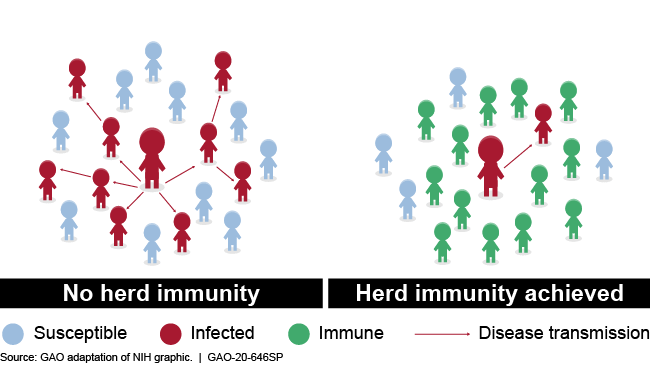 No herd immunity
Herd immunity achieved
Susceptible Infected Immune Disease transmission
Source: GAO adaptation of NIH graphic. | GAO-20-646SP